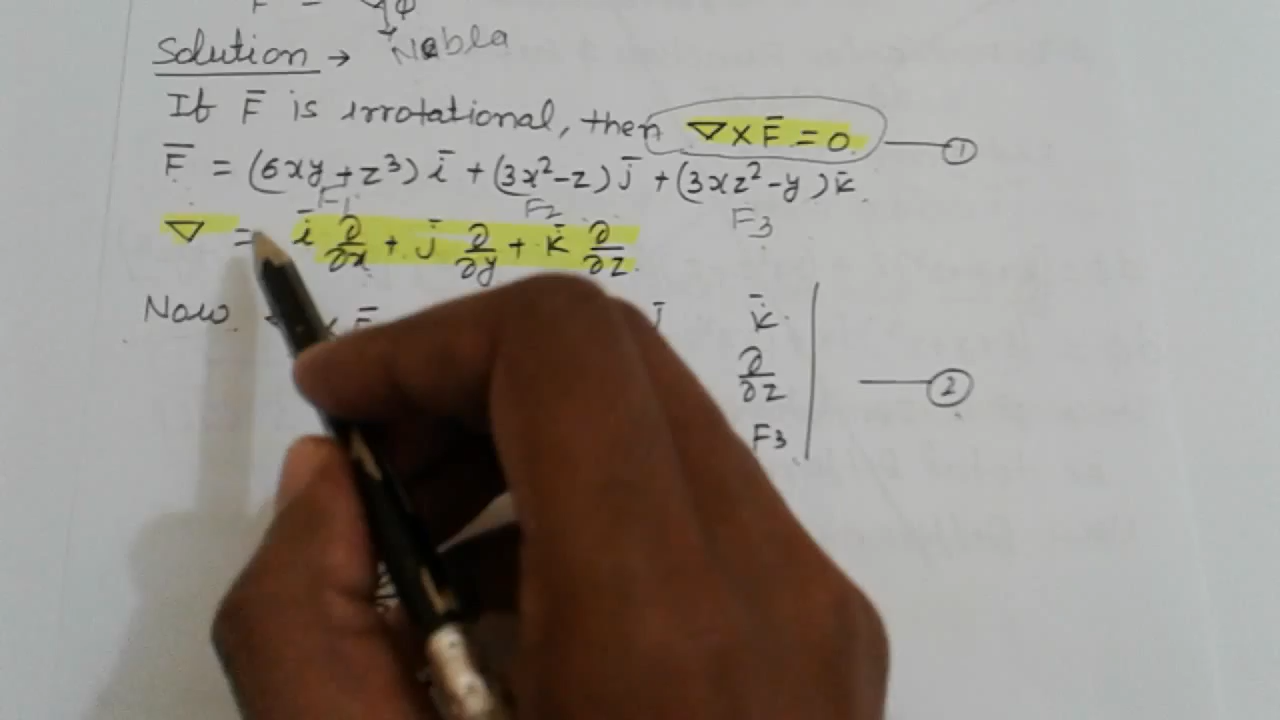 F̄ = ∇φ
Solution → Nabla
If F̄ is irrotational, then ∇×F̄ = 0 — ①
F̄ = (6xy+z³) ī + (3x²-z) j̄ + (3xz²-y) k̄.
F1 F2 F3
∇ = ī ∂/∂x + j̄ ∂/∂y + k̄ ∂/∂z.
Now × F̄ j̄ k̄
∂/∂z — ②
F3